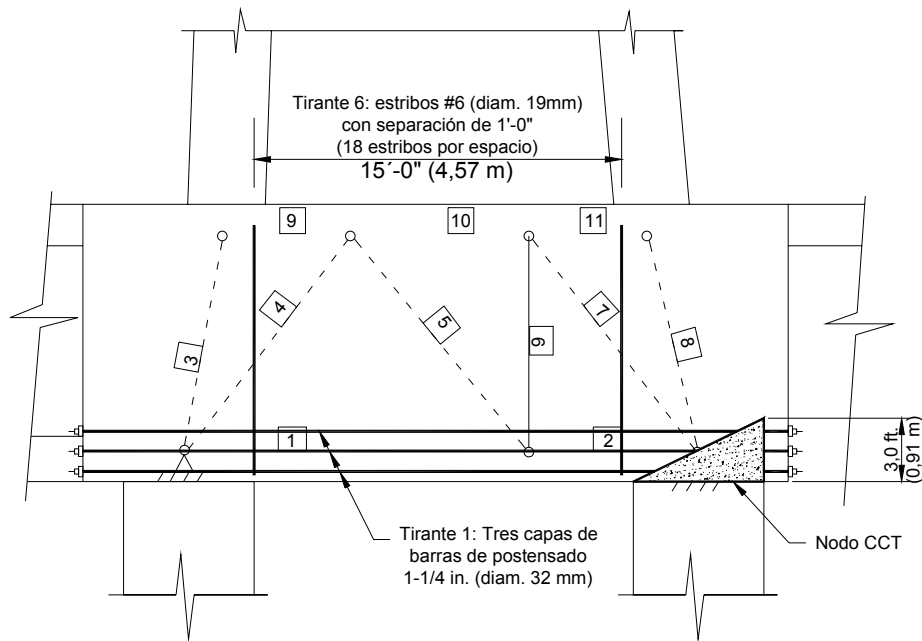 Tirante 6: estribos #6 (diam. 19mm)
con separación de 1'-0"
(18 estribos por espacio)
15´-0" (4,57 m)
9
10
11
4
5
7
3
6
8
1
2
3,0 ft.
(0,91 m)
Tirante 1: Tres capas de
barras de postensado
1-1/4 in. (diam. 32 mm)
Nodo CCT